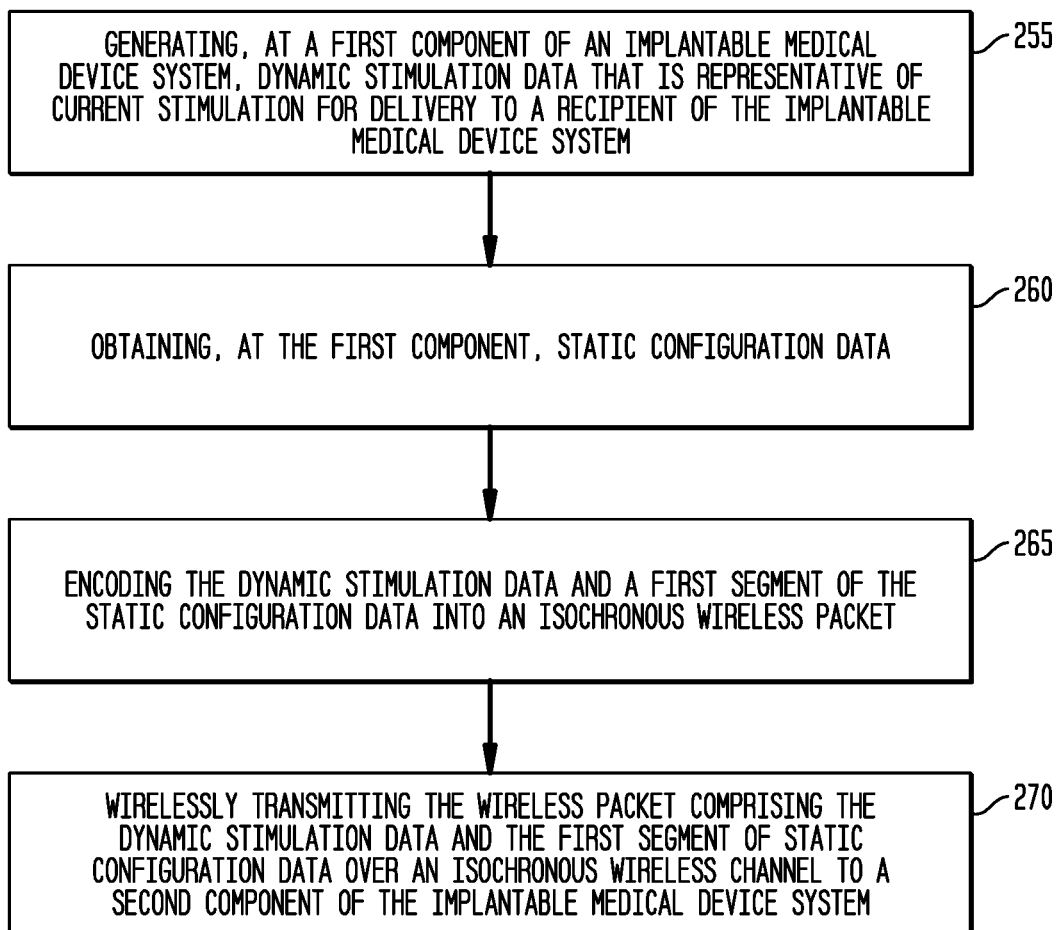 GENERATING, AT A FIRST COMPONENT OF AN IMPLANTABLE MEDICAL
DEVICE SYSTEM, DYNAMIC STIMULATION DATA THAT IS REPRESENTATIVE OF
CURRENT STIMULATION FOR DELIVERY TO A RECIPIENT OF THE IMPLANTABLE
MEDICAL DEVICE SYSTEM
255
OBTAINING, AT THE FIRST COMPONENT, STATIC CONFIGURATION DATA
260
ENCODING THE DYNAMIC STIMULATION DATA AND A FIRST SEGMENT OF THE
STATIC CONFIGURATION DATA INTO AN ISOCHRONOUS WIRELESS PACKET
265
WIRELESSLY TRANSMITTING THE WIRELESS PACKET COMPRISING THE
DYNAMIC STIMULATION DATA AND THE FIRST SEGMENT OF STATIC
CONFIGURATION DATA OVER AN ISOCHRONOUS WIRELESS CHANNEL TO A
SECOND COMPONENT OF THE IMPLANTABLE MEDICAL DEVICE SYSTEM
270